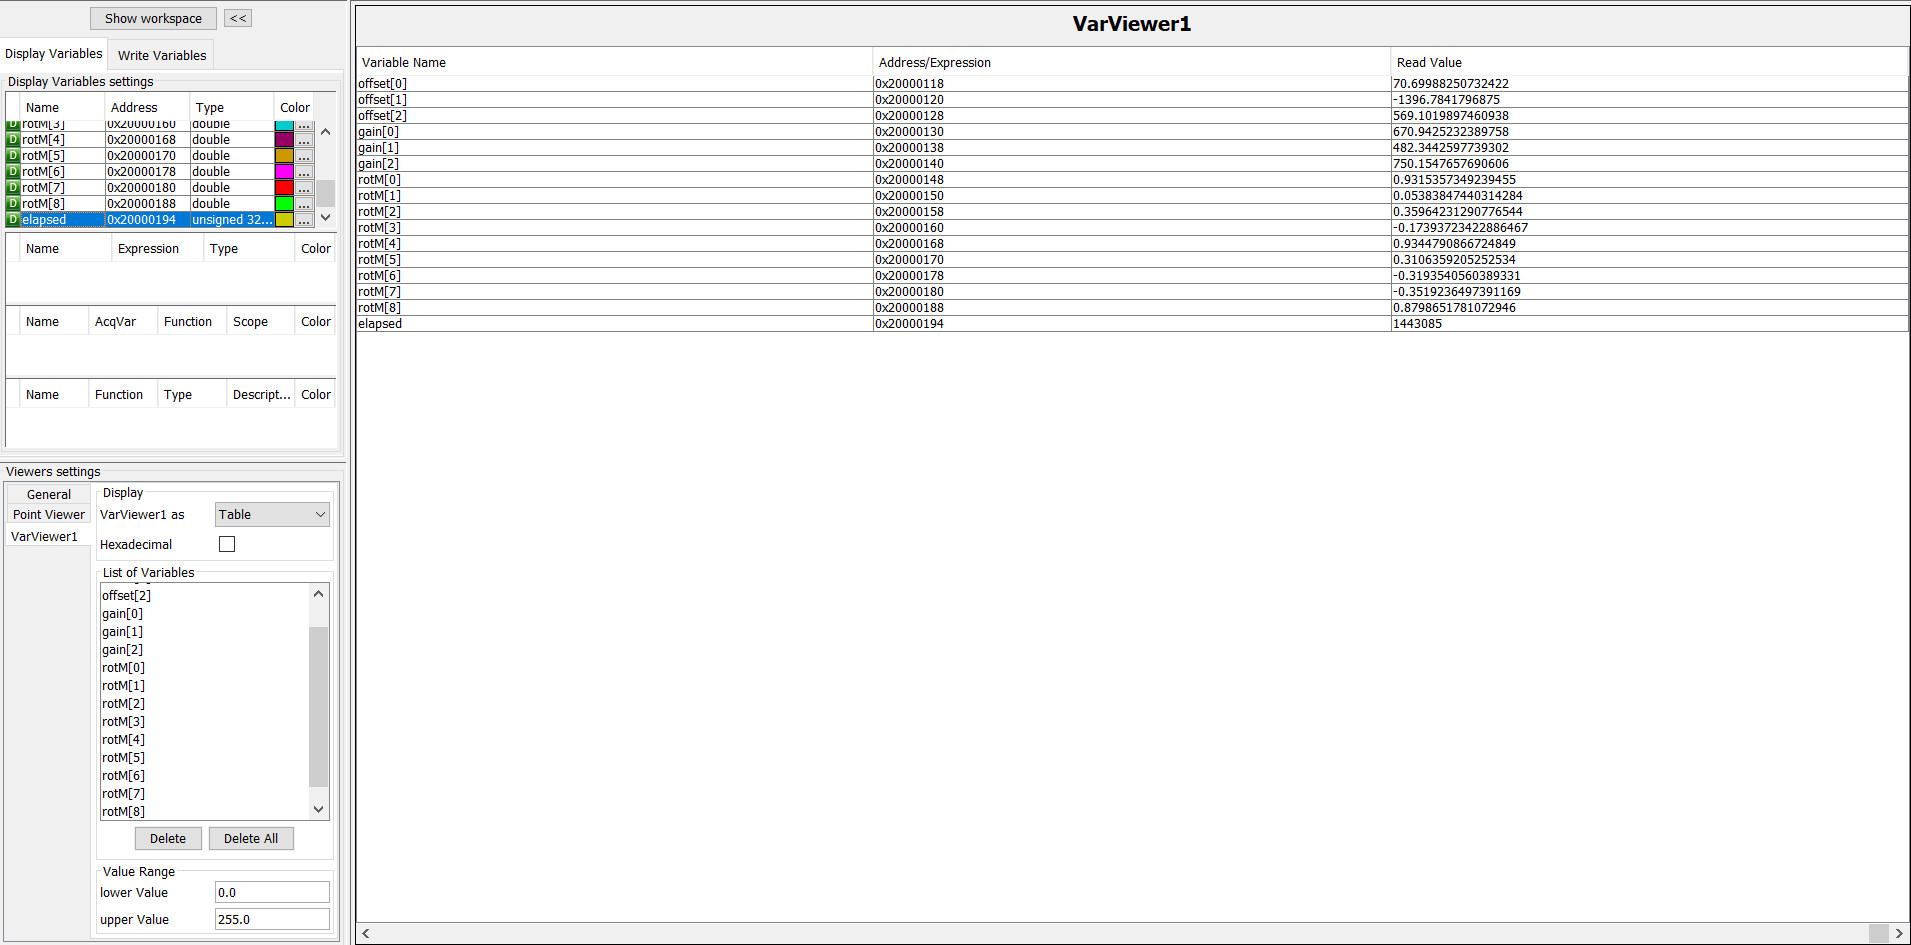 Show workspace <<
Display Variables Write Variables
Display Variables settings
Name Address Type Color
D rotM[3] 0x20000160 double ...
D rotM[4] 0x20000168 double ...
D rotM[5] 0x20000170 double ...
D rotM[6] 0x20000178 double ...
D rotM[7] 0x20000180 double ...
D rotM[8] 0x20000188 double ...
D elapsed 0x20000194 unsigned 32... ...
Name Expression Type Color
Name AcqVar Function Scope Color
Name Function Type Descript... Color
Viewers settings
General
Point Viewer
VarViewer1
Display
VarViewer1 as Table
Hexadecimal
List of Variables
offset[2]
gain[0]
gain[1]
gain[2]
rotM[0]
rotM[1]
rotM[2]
rotM[3]
rotM[4]
rotM[5]
rotM[6]
rotM[7]
rotM[8]
Delete Delete All
Value Range
lower Value 0.0
upper Value 255.0
VarViewer1
Variable Name Address/Expression Read Value
offset[0] 0x20000118 70.69988250732422
offset[1] 0x20000120 -1396.7841796875
offset[2] 0x20000128 569.1019897460938
gain[0] 0x20000130 670.9425232389758
gain[1] 0x20000138 482.3442597739302
gain[2] 0x20000140 750.1547657690606
rotM[0] 0x20000148 0.9315357349239455
rotM[1] 0x20000150 0.05383847440314284
rotM[2] 0x20000158 0.35964231290776544
rotM[3] 0x20000160 -0.17393723422886467
rotM[4] 0x20000168 0.9344790866724849
rotM[5] 0x20000170 0.3106359205252534
rotM[6] 0x20000178 -0.3193540560389331
rotM[7] 0x20000180 -0.3519236497391169
rotM[8] 0x20000188 0.8798651781072946
elapsed 0x20000194 1443085